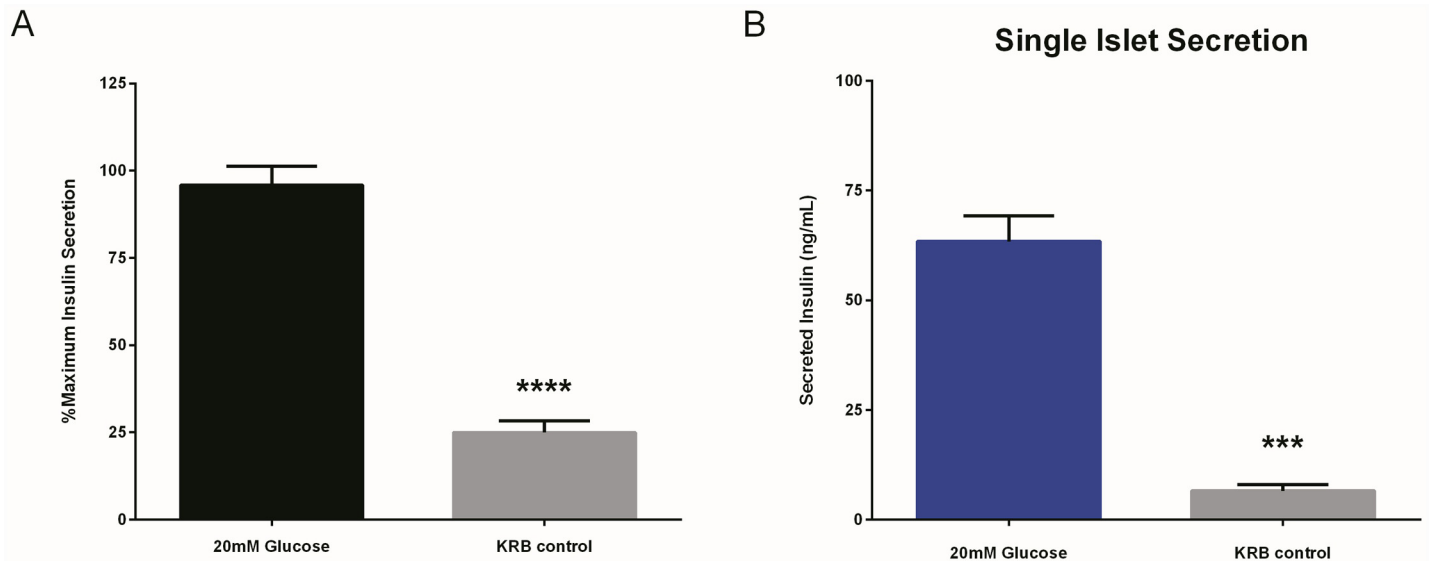 A
%Maximum Insulin Secretion
125
100
75
50
25
0
****
20mM Glucose
KRB control
B
Single Islet Secretion
Secreted Insulin (ng/mL)
100
75
50
25
0
***
20mM Glucose
KRB control